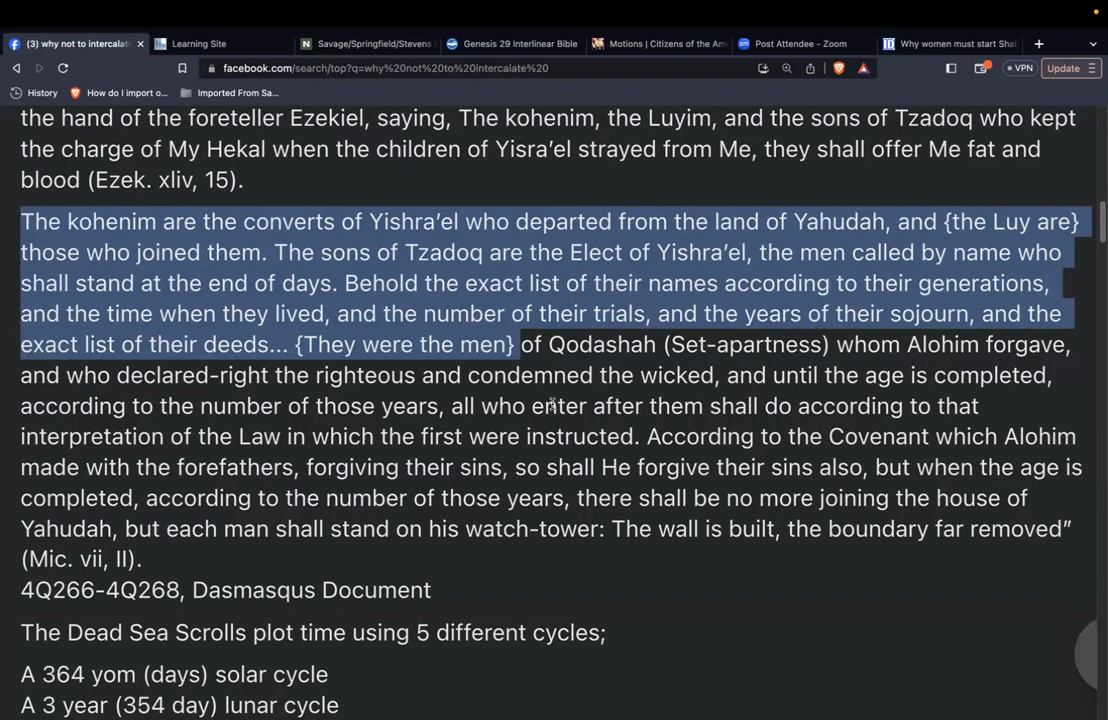 (3) why not to intercalat
Learning Site
Savage/Springfield/Stevens
Genesis 29 Interlinear Bible
Motions | Citizens of the Am
Post Attendee - Zoom
Why women must start Shab
facebook.com/search/top?q=why%20not%20to%20intercalate%20
VPN
Update
History
How do I import o...
Imported From Sa...
the hand of the foreteller Ezekiel, saying, The kohenim, the Luyim, and the sons of Tzadoq who kept
the charge of My Hekal when the children of Yisra’el strayed from Me, they shall offer Me fat and
blood (Ezek. xliv, 15).
The kohenim are the converts of Yishra’el who departed from the land of Yahudah, and {the Luy are}
those who joined them. The sons of Tzadoq are the Elect of Yishra’el, the men called by name who
shall stand at the end of days. Behold the exact list of their names according to their generations,
and the time when they lived, and the number of their trials, and the years of their sojourn, and the
exact list of their deeds... {They were the men} of Qodashah (Set-apartness) whom Alohim forgave,
and who declared-right the righteous and condemned the wicked, and until the age is completed,
according to the number of those years, all who enter after them shall do according to that
interpretation of the Law in which the first were instructed. According to the Covenant which Alohim
made with the forefathers, forgiving their sins, so shall He forgive their sins also, but when the age is
completed, according to the number of those years, there shall be no more joining the house of
Yahudah, but each man shall stand on his watch-tower: The wall is built, the boundary far removed”
(Mic. vii, II).
4Q266-4Q268, Dasmasqus Document
The Dead Sea Scrolls plot time using 5 different cycles;
A 364 yom (days) solar cycle
A 3 year (354 day) lunar cycle